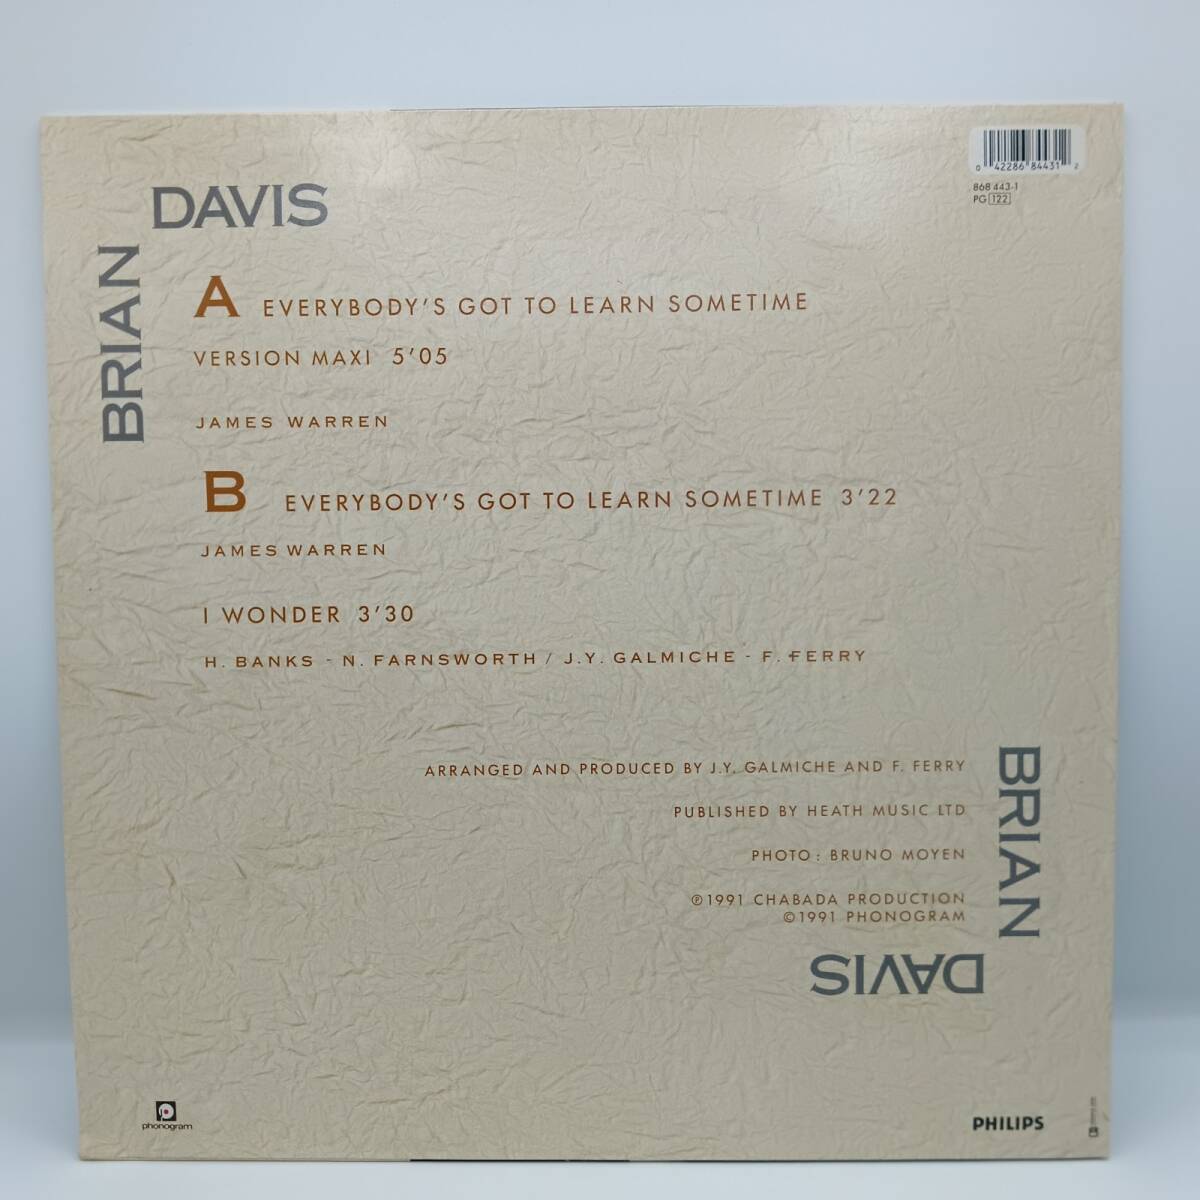 0 42286 84431 2
868 443-1
PG 122
DAVIS
BRIAN
A EVERYBODY'S GOT TO LEARN SOMETIME
VERSION MAXI 5'05
JAMES WARREN
B EVERYBODY'S GOT TO LEARN SOMETIME 3'22
JAMES WARREN
I WONDER 3'30
H. BANKS - N. FARNSWORTH / J.Y. GALMICHE - F. FERRY
ARRANGED AND PRODUCED BY J.Y. GALMICHE AND F. FERRY
PUBLISHED BY HEATH MUSIC LTD
PHOTO : BRUNO MOYEN
℗ 1991 CHABADA PRODUCTION
© 1991 PHONOGRAM
BRIAN
DAVIS
phonogram
PHILIPS